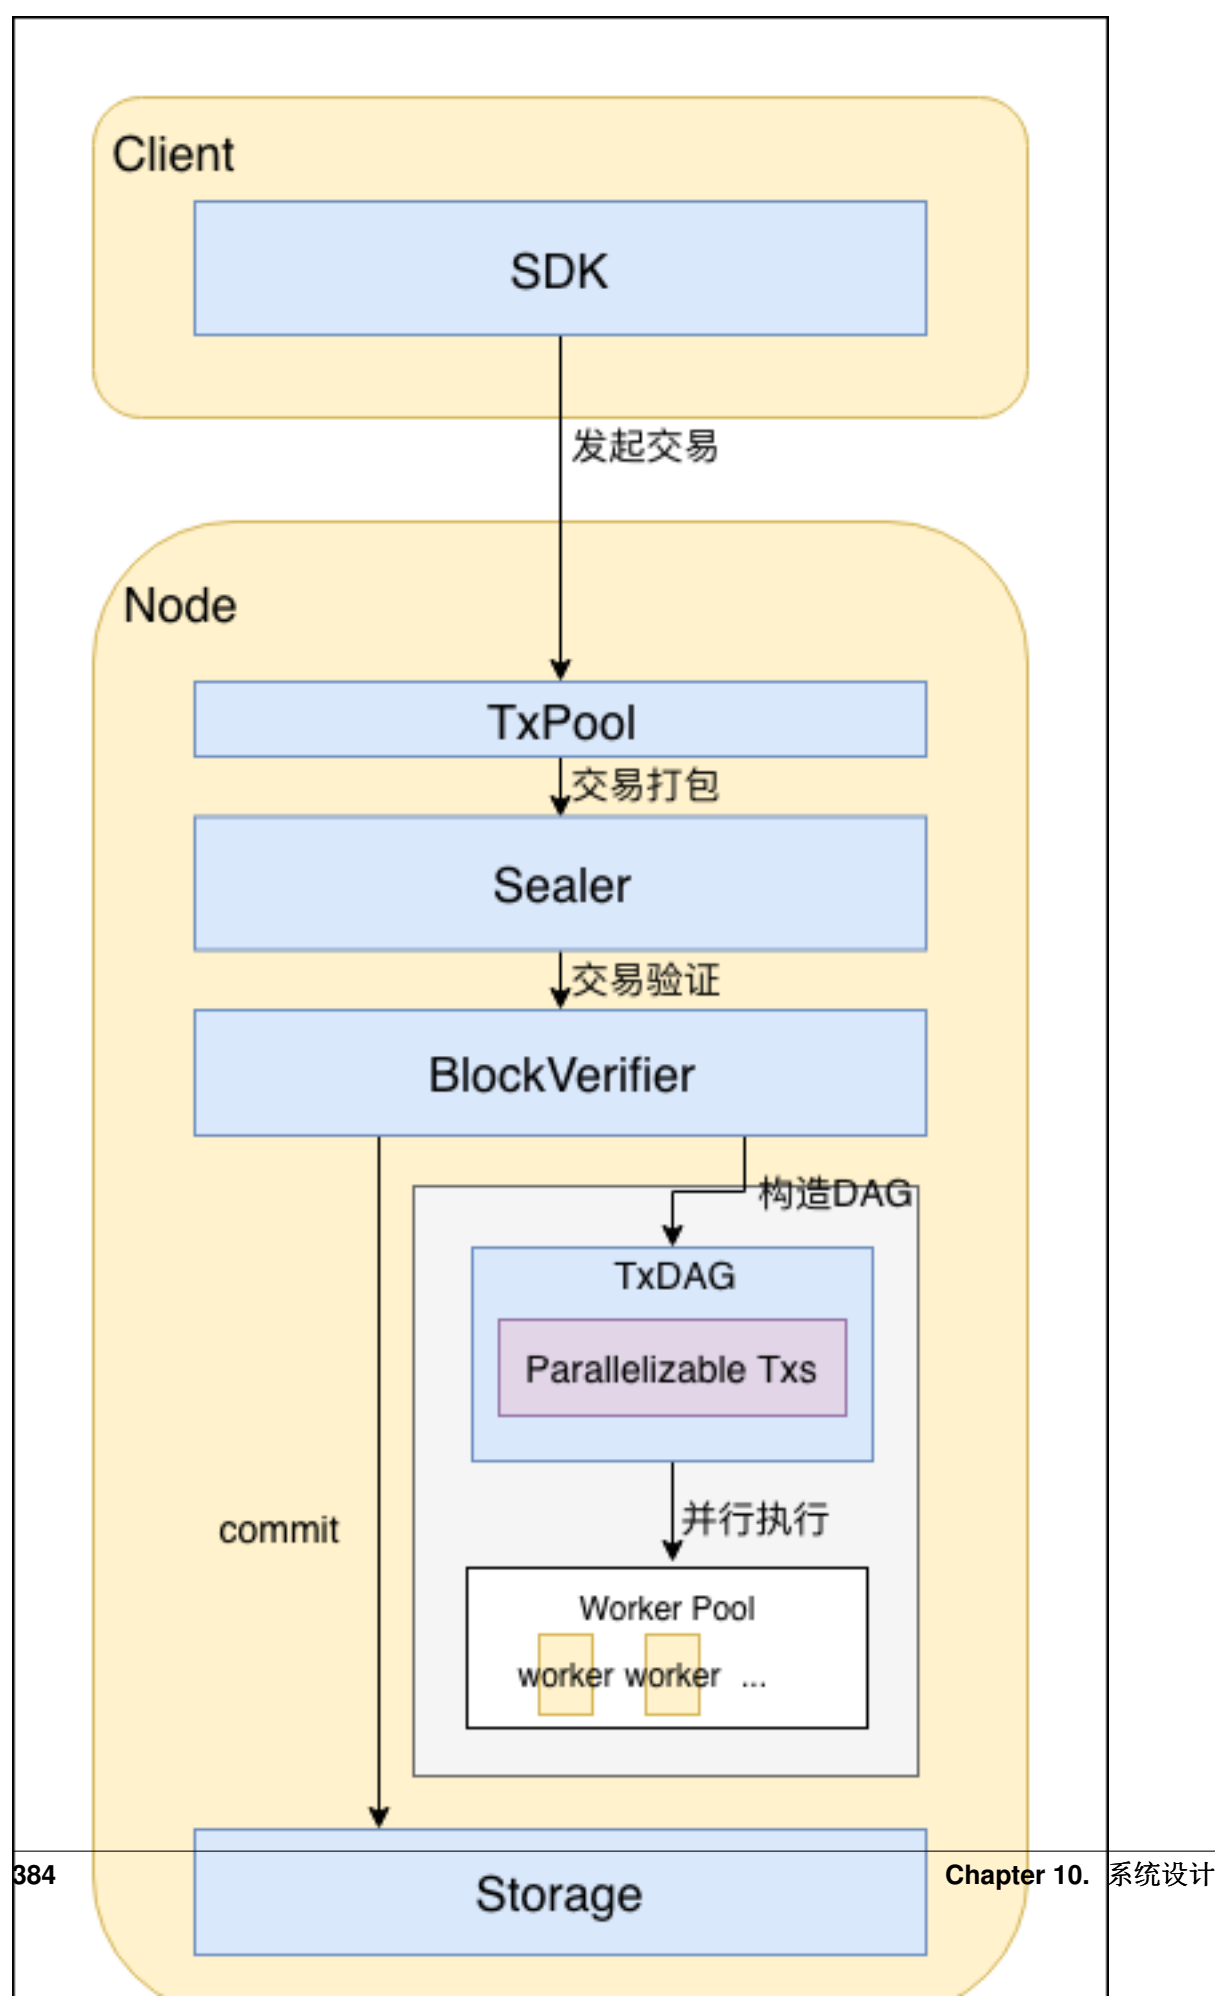 Client
SDK
发起交易
Node
TxPool
交易打包
Sealer
交易验证
BlockVerifier
构造DAG
TxDAG
Parallelizable Txs
并行执行
commit
Worker Pool
worker worker ...
Storage
384 Chapter 10. 系统设计